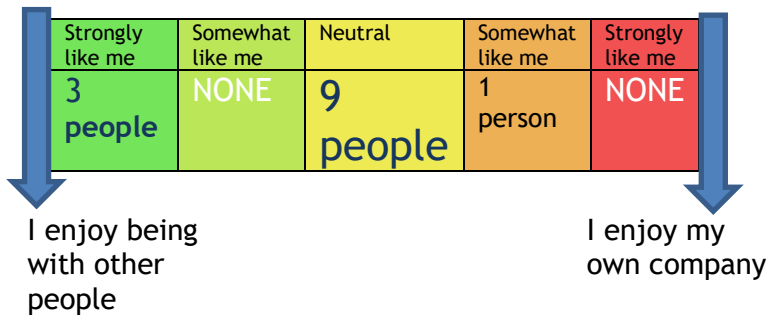 Strongly like me
Somewhat like me
Neutral
Somewhat like me
Strongly like me
3 people
NONE
9 people
1 person
NONE
I enjoy being
with other
people
I enjoy my
own company